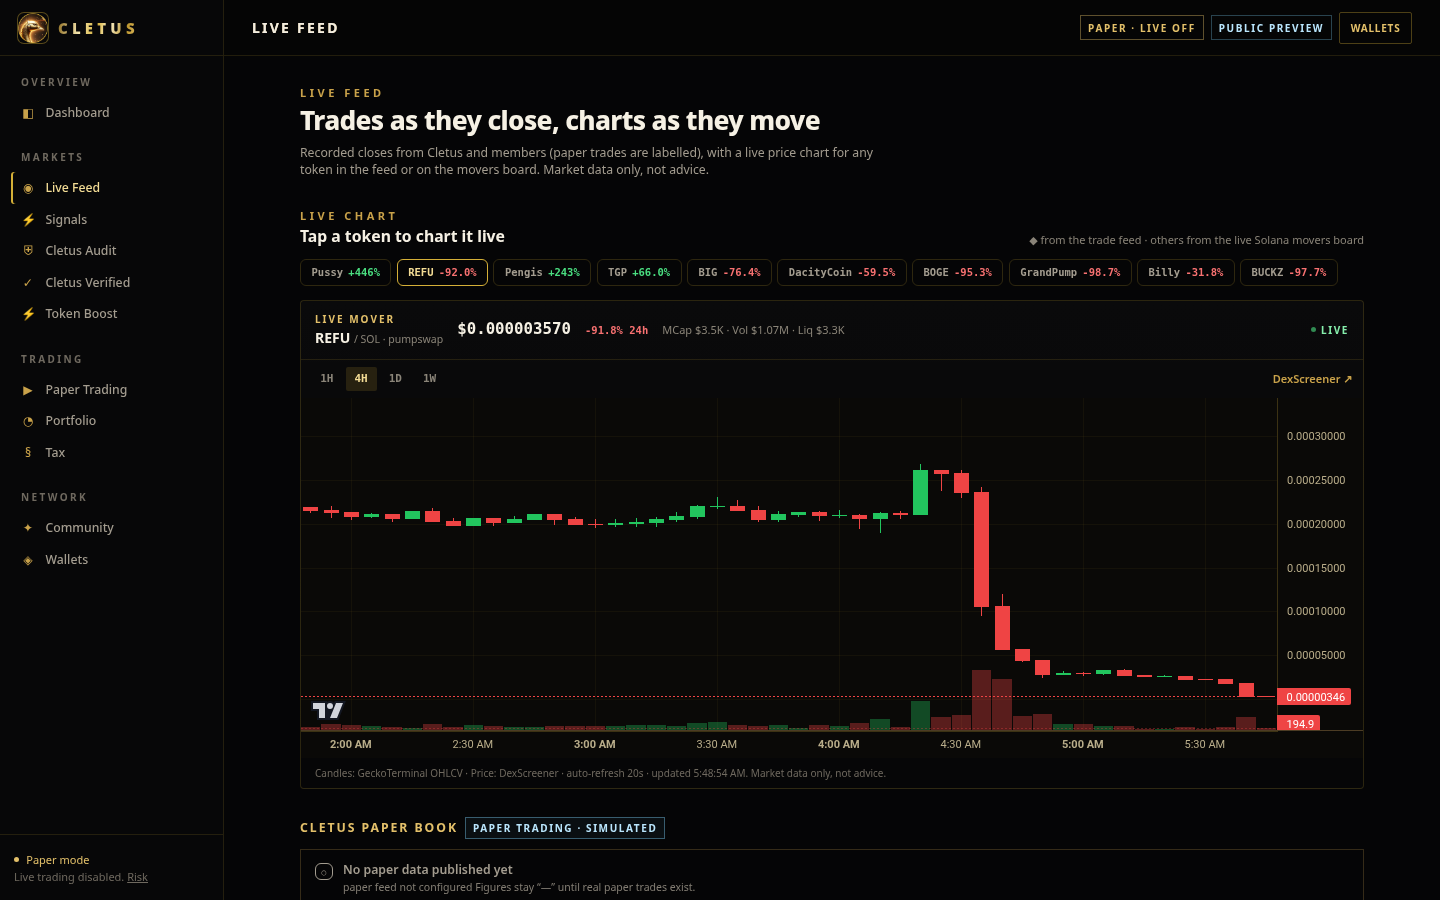 CLETUS
LIVE FEED
PAPER · LIVE OFF
PUBLIC PREVIEW
WALLETS
OVERVIEW
Dashboard
MARKETS
Live Feed
Signals
Cletus Audit
Cletus Verified
Token Boost
TRADING
Paper Trading
Portfolio
§ Tax
NETWORK
Community
Wallets
Paper mode
Live trading disabled. Risk
LIVE FEED
Trades as they close, charts as they move
Recorded closes from Cletus and members (paper trades are labelled), with a live price chart for any
token in the feed or on the movers board. Market data only, not advice.
LIVE CHART
Tap a token to chart it live
◆ from the trade feed · others from the live Solana movers board
Pussy +446%
REFU -92.0%
Pengis +243%
TGP +66.0%
BIG -76.4%
DacityCoin -59.5%
BOGE -95.3%
GrandPump -98.7%
Billy -31.8%
BUCKZ -97.7%
LIVE MOVER
REFU / SOL · pumpswap
$0.000003570
-91.8% 24h
MCap $3.5K · Vol $1.07M · Liq $3.3K
LIVE
1H
4H
1D
1W
DexScreener ↗
0.00030000
0.00025000
0.00020000
0.00015000
0.00010000
0.00005000
0.00000346
194.9
2:00 AM
2:30 AM
3:00 AM
3:30 AM
4:00 AM
4:30 AM
5:00 AM
5:30 AM
Candles: GeckoTerminal OHLCV · Price: DexScreener · auto-refresh 20s · updated 5:48:54 AM. Market data only, not advice.
CLETUS PAPER BOOK
PAPER TRADING · SIMULATED
No paper data published yet
paper feed not configured Figures stay “—” until real paper trades exist.